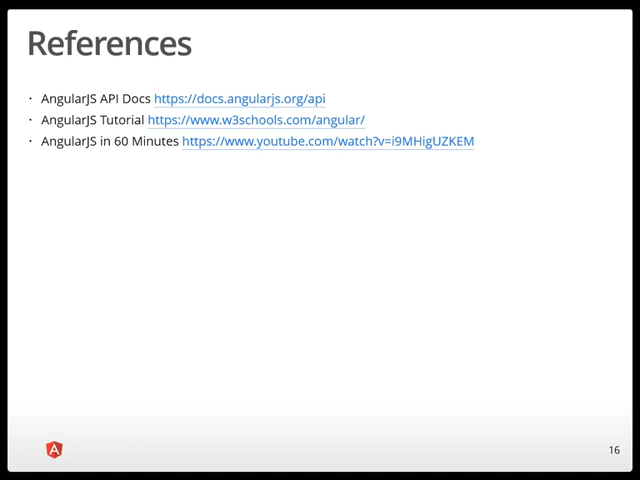 References
• AngularJS API Docs https://docs.angularjs.org/api
• AngularJS Tutorial https://www.w3schools.com/angular/
• AngularJS in 60 Minutes https://www.youtube.com/watch?v=i9MHigUZKEM
A
16